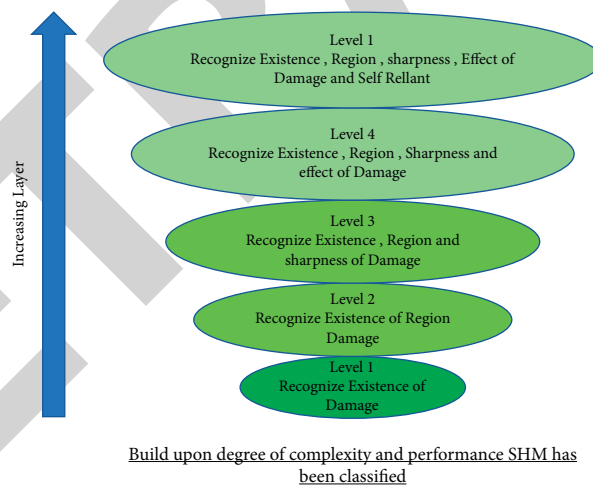 Level 1
Recognize Existence , Region , sharpness , Effect of
Damage and Self Rellant
Level 4
Recognize Existence , Region , Sharpness and
effect of Damage
Level 3
Recognize Existence , Region and
sharpness of Damage
Level 2
Recognize Existence of Region
Damage
Level 1
Recognize Existence of
Damage
Increasing Layer
Build upon degree of complexity and performance SHM has
been classified